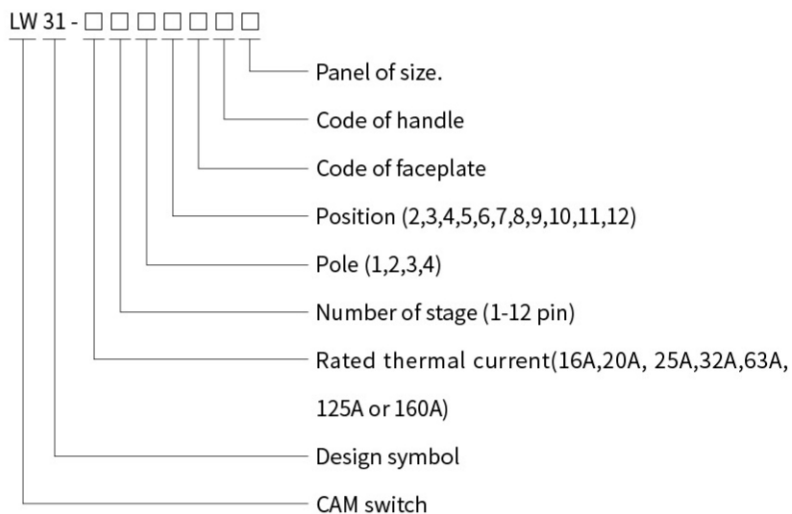 LW 31 - □ □ □ □ □ □ □
Panel of size.
Code of handle
Code of faceplate
Position (2,3,4,5,6,7,8,9,10,11,12)
Pole (1,2,3,4)
Number of stage (1-12 pin)
Rated thermal current(16A,20A, 25A,32A,63A,
125A or 160A)
Design symbol
CAM switch